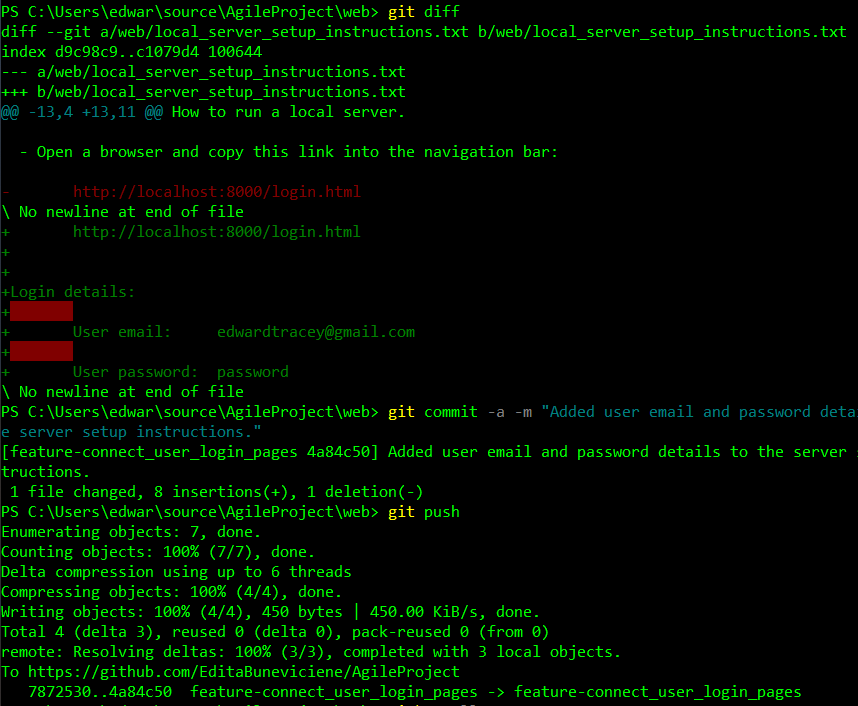 PS C:\Users\edwar\source\AgileProject\web> git diff
diff --git a/web/local_server_setup_instructions.txt b/web/local_server_setup_instructions.txt
index d9c98c9..c1079d4 100644
--- a/web/local_server_setup_instructions.txt
+++ b/web/local_server_setup_instructions.txt
@@ -13,4 +13,11 @@ How to run a local server.
- Open a browser and copy this link into the navigation bar:
-       http://localhost:8000/login.html
\ No newline at end of file
+       http://localhost:8000/login.html
+
+
+Login details:
+
+       User email:     edwardtracey@gmail.com
+
+       User password:  password
\ No newline at end of file
PS C:\Users\edwar\source\AgileProject\web> git commit -a -m "Added user email and password deta
e server setup instructions."
[feature-connect_user_login_pages 4a84c50] Added user email and password details to the server s
tructions.
 1 file changed, 8 insertions(+), 1 deletion(-)
PS C:\Users\edwar\source\AgileProject\web> git push
Enumerating objects: 7, done.
Counting objects: 100% (7/7), done.
Delta compression using up to 6 threads
Compressing objects: 100% (4/4), done.
Writing objects: 100% (4/4), 450 bytes | 450.00 KiB/s, done.
Total 4 (delta 3), reused 0 (delta 0), pack-reused 0 (from 0)
remote: Resolving deltas: 100% (3/3), completed with 3 local objects.
To https://github.com/EditaBuneviciene/AgileProject
   7872530..4a84c50  feature-connect_user_login_pages -> feature-connect_user_login_pages